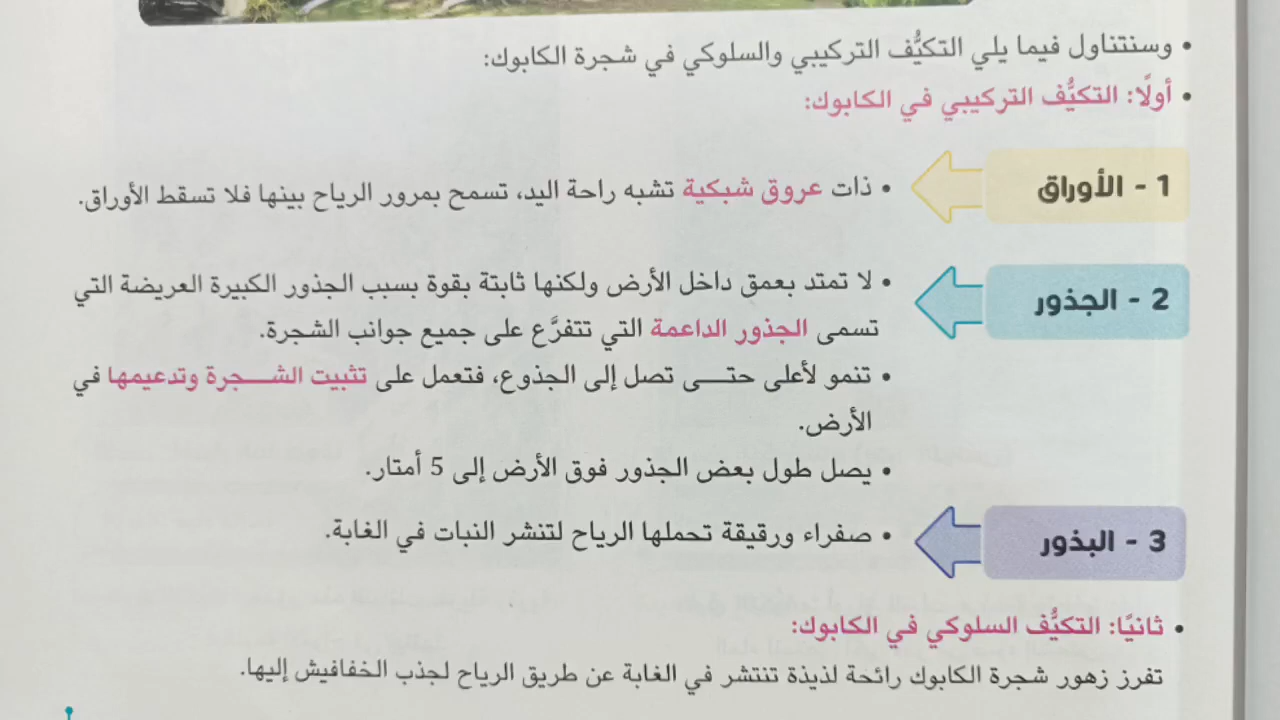 • وسنتناول فيما يلي التكيُّف التركيبي والسلوكي في شجرة الكابوك:
• أولًا: التكيُّف التركيبي في الكابوك:
1 - الأوراق
• ذات عروق شبكية تشبه راحة اليد، تسمح بمرور الرياح بينها فلا تسقط الأوراق.
2 - الجذور
• لا تمتد بعمق داخل الأرض ولكنها ثابتة بقوة بسبب الجذور الكبيرة العريضة التي
تسمى الجذور الداعمة التي تتفرَّع على جميع جوانب الشجرة.
• تنمو لأعلى حتـــى تصل إلى الجذوع، فتعمل على تثبيت الشـــجرة وتدعيمها في
الأرض.
• يصل طول بعض الجذور فوق الأرض إلى 5 أمتار.
3 - البذور
• صفراء ورقيقة تحملها الرياح لتنشر النبات في الغابة.
• ثانيًا: التكيُّف السلوكي في الكابوك:
تفرز زهور شجرة الكابوك رائحة لذيذة تنتشر في الغابة عن طريق الرياح لجذب الخفافيش إليها.